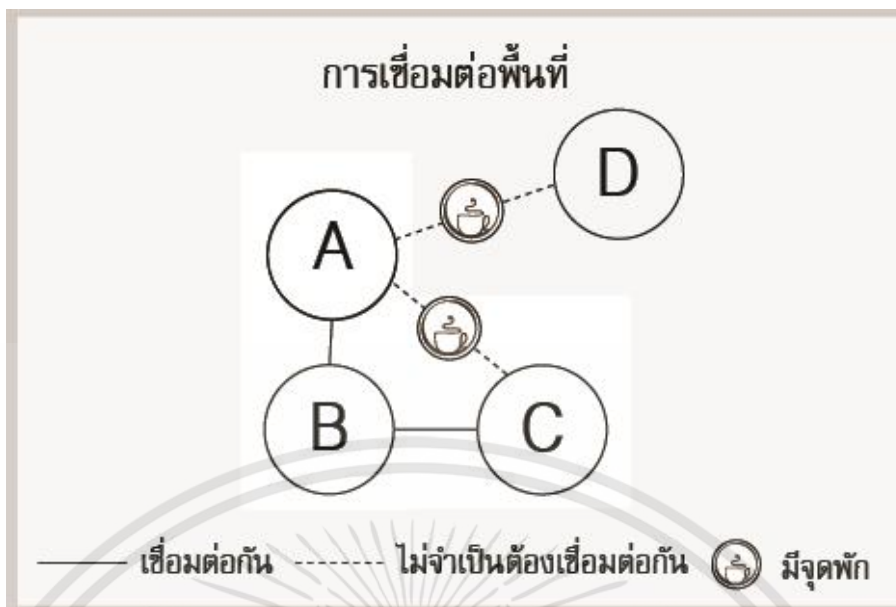 การเชื่อมต่อพื้นที่
D
A
B
C
เชื่อมต่อกัน
ไม่จำเป็นต้องเชื่อมต่อกัน
มีจุดพัก